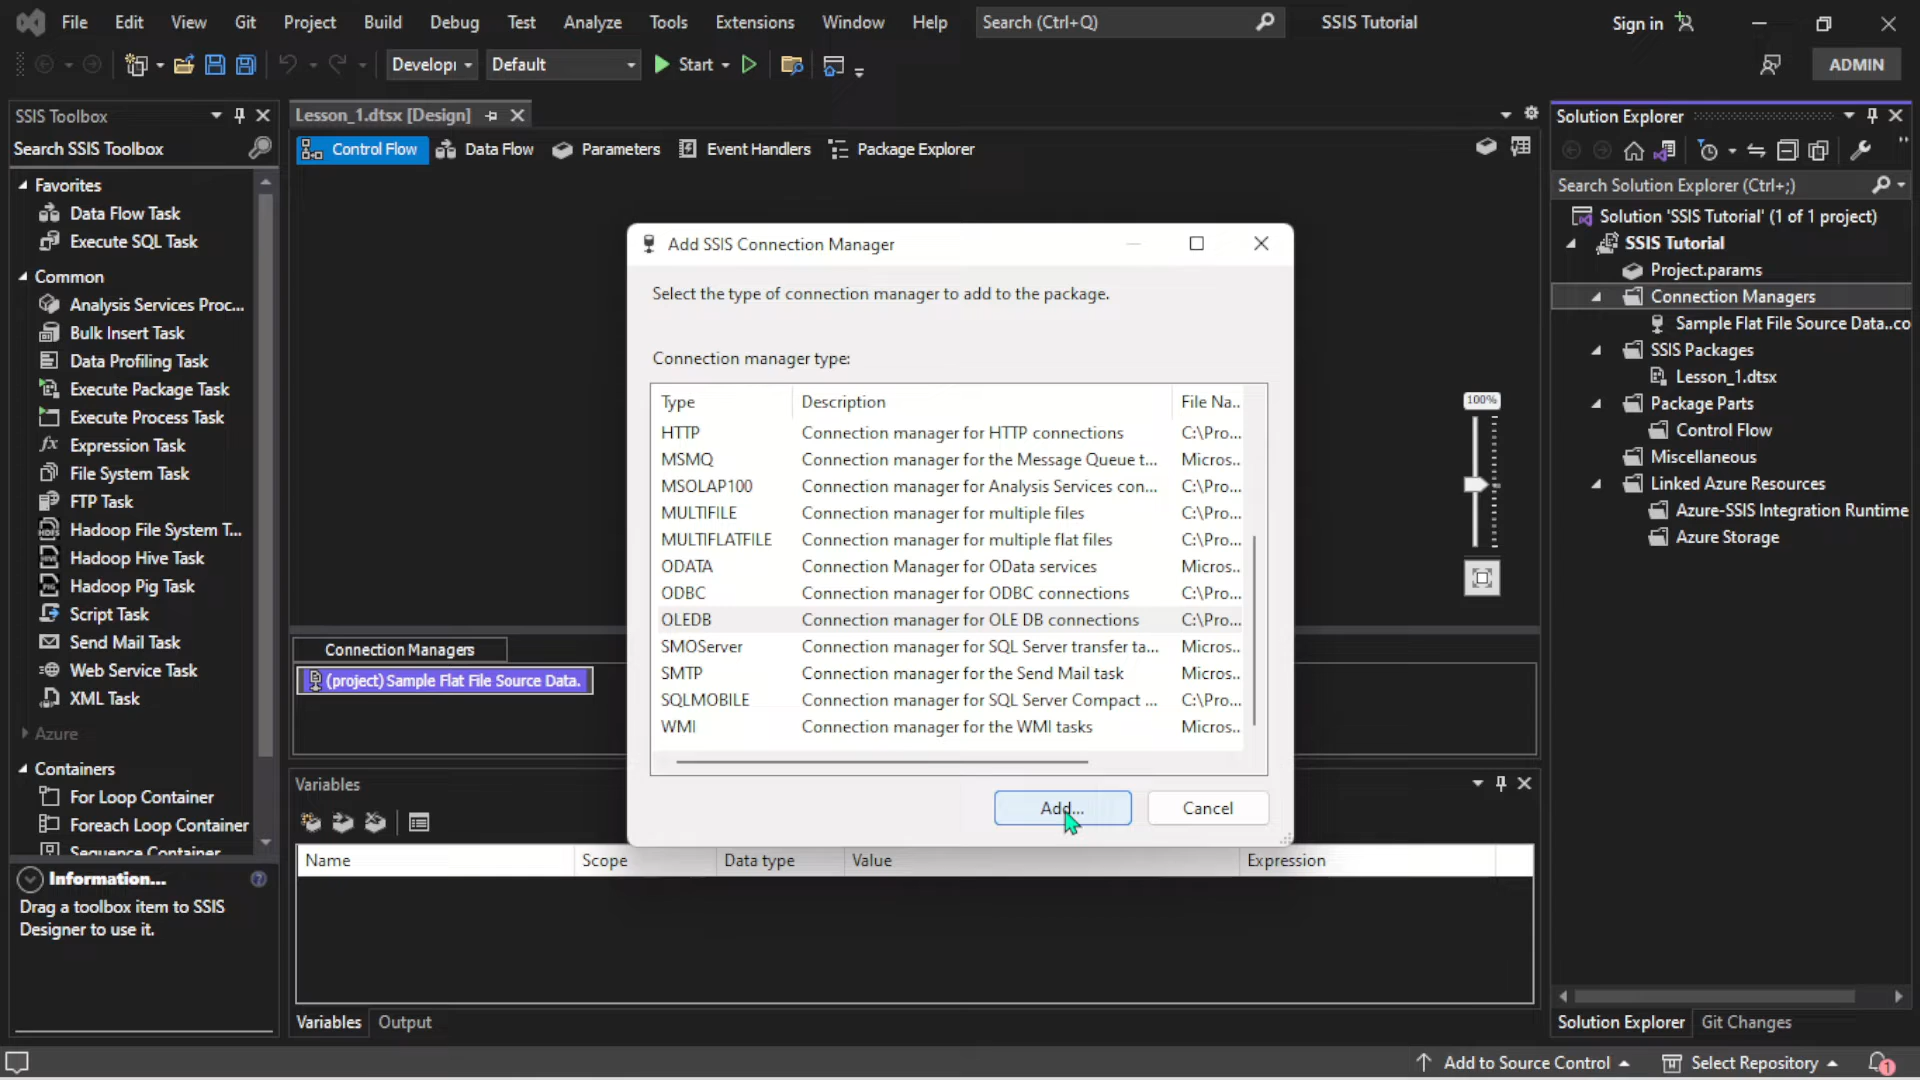 File Edit View Git Project Build Debug Test Analyze Tools Extensions Window Help Search (Ctrl+Q) SSIS Tutorial Sign in
Developı Default Start ADMIN
SSIS Toolbox
Search SSIS Toolbox
Favorites
Data Flow Task
Execute SQL Task
Common
Analysis Services Proc...
Bulk Insert Task
Data Profiling Task
Execute Package Task
Execute Process Task
Expression Task
File System Task
FTP Task
Hadoop File System T...
Hadoop Hive Task
Hadoop Pig Task
Script Task
Send Mail Task
Web Service Task
XML Task
Azure
Containers
For Loop Container
Foreach Loop Container
Sequence Container
Information...
Drag a toolbox item to SSIS
Designer to use it.
Lesson_1.dtsx [Design]
Control Flow Data Flow Parameters Event Handlers Package Explorer
100%
Add SSIS Connection Manager
Select the type of connection manager to add to the package.
Connection manager type:
Type Description File Na..
HTTP Connection manager for HTTP connections C:\Pro...
MSMQ Connection manager for the Message Queue t... Micros..
MSOLAP100 Connection manager for Analysis Services con... C:\Pro...
MULTIFILE Connection manager for multiple files C:\Pro...
MULTIFLATFILE Connection manager for multiple flat files C:\Pro...
ODATA Connection Manager for OData services Micros..
ODBC Connection manager for ODBC connections C:\Pro...
OLEDB Connection manager for OLE DB connections C:\Pro...
SMOServer Connection manager for SQL Server transfer ta... Micros..
SMTP Connection manager for the Send Mail task Micros..
SQLMOBILE Connection manager for SQL Server Compact ... C:\Pro...
WMI Connection manager for the WMI tasks Micros..
Add... Cancel
Connection Managers
(project) Sample Flat File Source Data.
Variables
Name Scope Data type Value Expression
Variables Output
Solution Explorer
Search Solution Explorer (Ctrl+;)
Solution 'SSIS Tutorial' (1 of 1 project)
SSIS Tutorial
Project.params
Connection Managers
Sample Flat File Source Data..co
SSIS Packages
Lesson_1.dtsx
Package Parts
Control Flow
Miscellaneous
Linked Azure Resources
Azure-SSIS Integration Runtime
Azure Storage
Solution Explorer Git Changes
Add to Source Control Select Repository 1